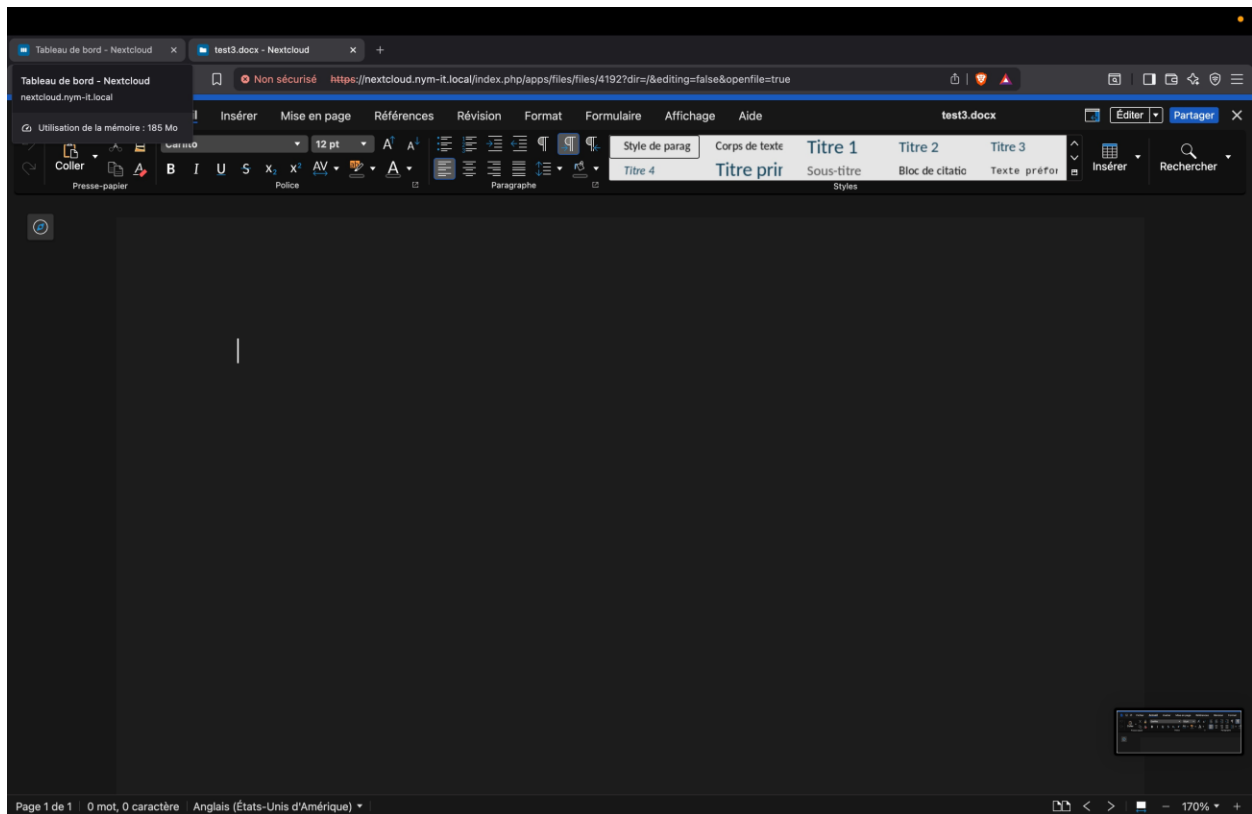 Tableau de bord - Nextcloud
test3.docx - Nextcloud
Tableau de bord - Nextcloud
nextcloud.nym-it.local
Utilisation de la mémoire : 185 Mo
Non sécurisé https://nextcloud.nym-it.local/index.php/apps/files/files/4192?dir=/&editing=false&openfile=true
Insérer Mise en page Références Révision Format Formulaire Affichage Aide
test3.docx
Éditer
Partager
Coller
Presse-papier
Carlito
12 pt
B I U S X₂ X² AV A
Police
Paragraphe
Style de parag
Corps de texte
Titre 1
Titre 2
Titre 3
Titre 4
Titre prir
Sous-titre
Bloc de citatio
Texte préfor
Styles
Insérer
Rechercher
Page 1 de 1
0 mot, 0 caractère
Anglais (États-Unis d'Amérique)
170%